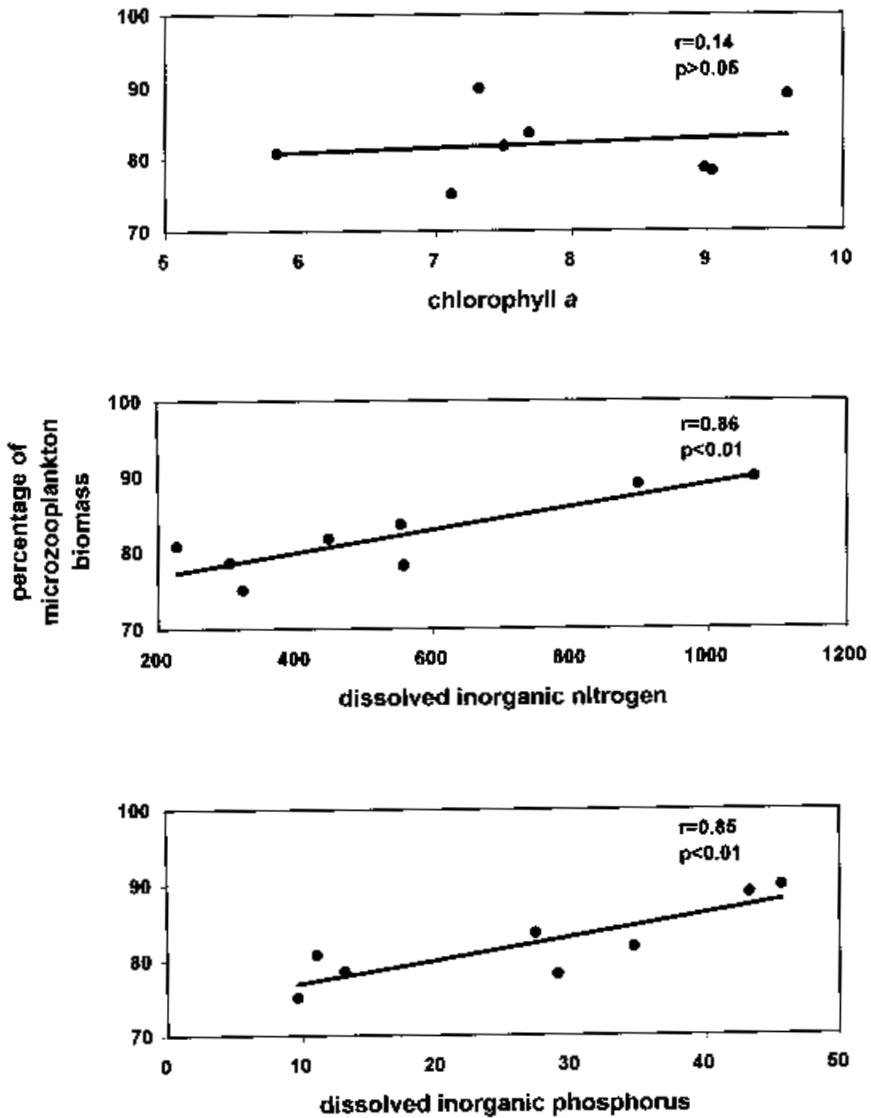 100
90
80
70
r=0.14
p>0.05
5 6 7 8 9 10
chlorophyll a
percentage of
microzooplankton
biomass
100
90
80
70
r=0.86
p<0.01
200 400 600 800 1000 1200
dissolved inorganic nitrogen
100
90
80
70
r=0.85
p<0.01
0 10 20 30 40 50
dissolved inorganic phosphorus